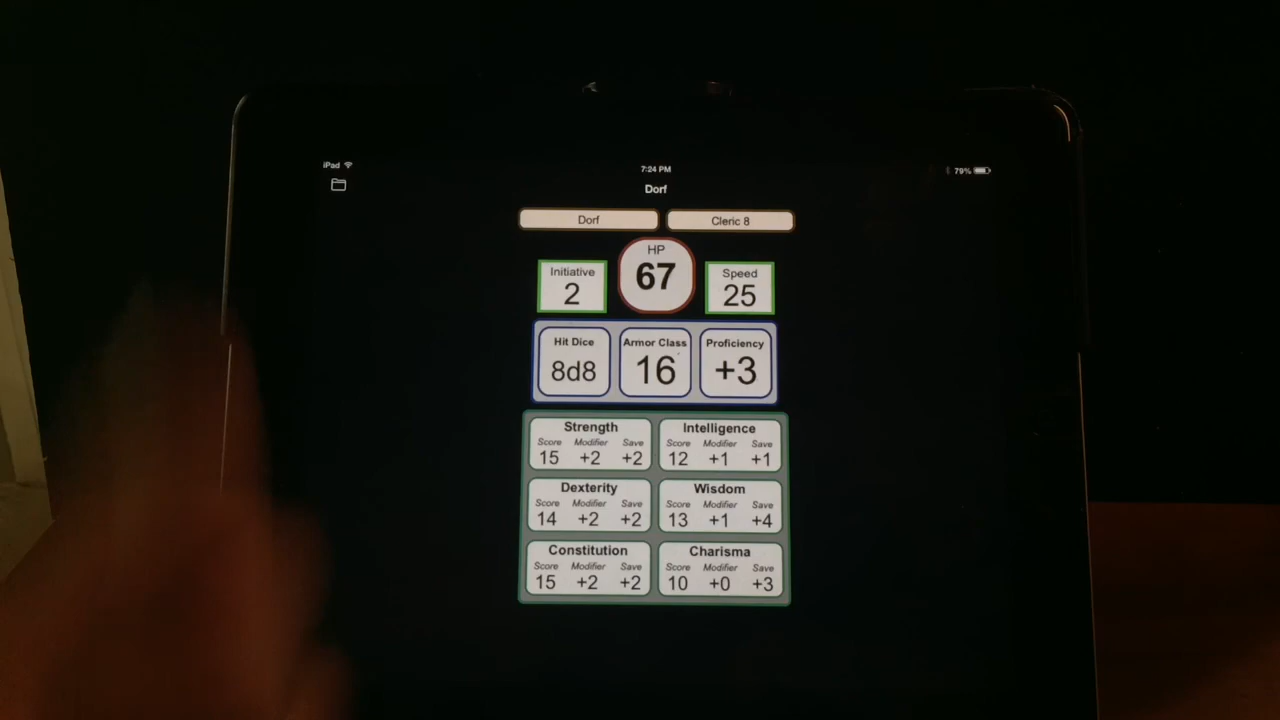 iPad
7:24 PM
79%
Dorf
Dorf
Cleric 8
HP
67
Initiative
2
Speed
25
Hit Dice
8d8
Armor Class
16
Proficiency
+3
Strength
Score Modifier Save
15 +2 +2
Intelligence
Score Modifier Save
12 +1 +1
Dexterity
Score Modifier Save
14 +2 +2
Wisdom
Score Modifier Save
13 +1 +4
Constitution
Score Modifier Save
15 +2 +2
Charisma
Score Modifier Save
10 +0 +3